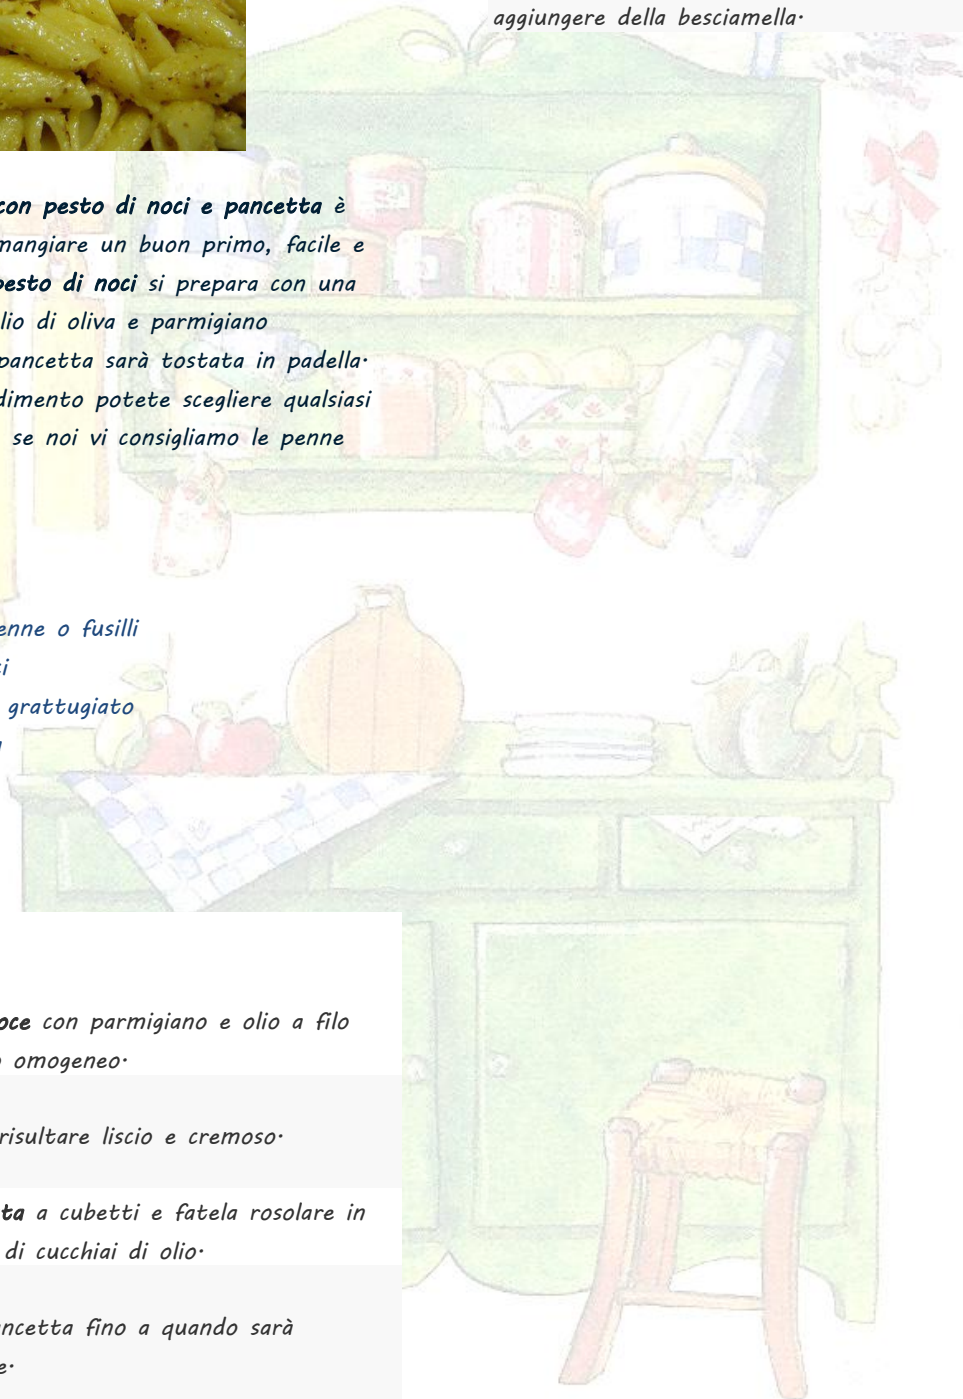 aggiungere della besciamella.
con pesto di noci e pancetta è
mangiare un buon primo, facile e
pesto di noci si prepara con una
lio di oliva e parmigiano
pancetta sarà tostata in padella.
dimento potete scegliere qualsiasi
se noi vi consigliamo le penne
enne o fusilli
i
grattugiato
oce con parmigiano e olio a filo
omogeneo.
risultare liscio e cremoso.
ta a cubetti e fatela rosolare in
di cucchiai di olio.
ncetta fino a quando sarà
e.